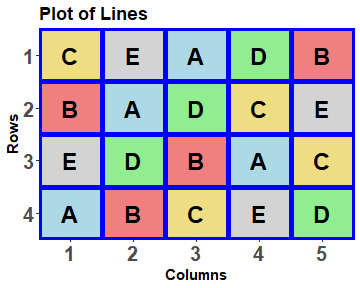 Plot of Lines
Rows
1 C E A D B
2 B A D C E
3 E D B A C
4 A B C E D
1 2 3 4 5
Columns